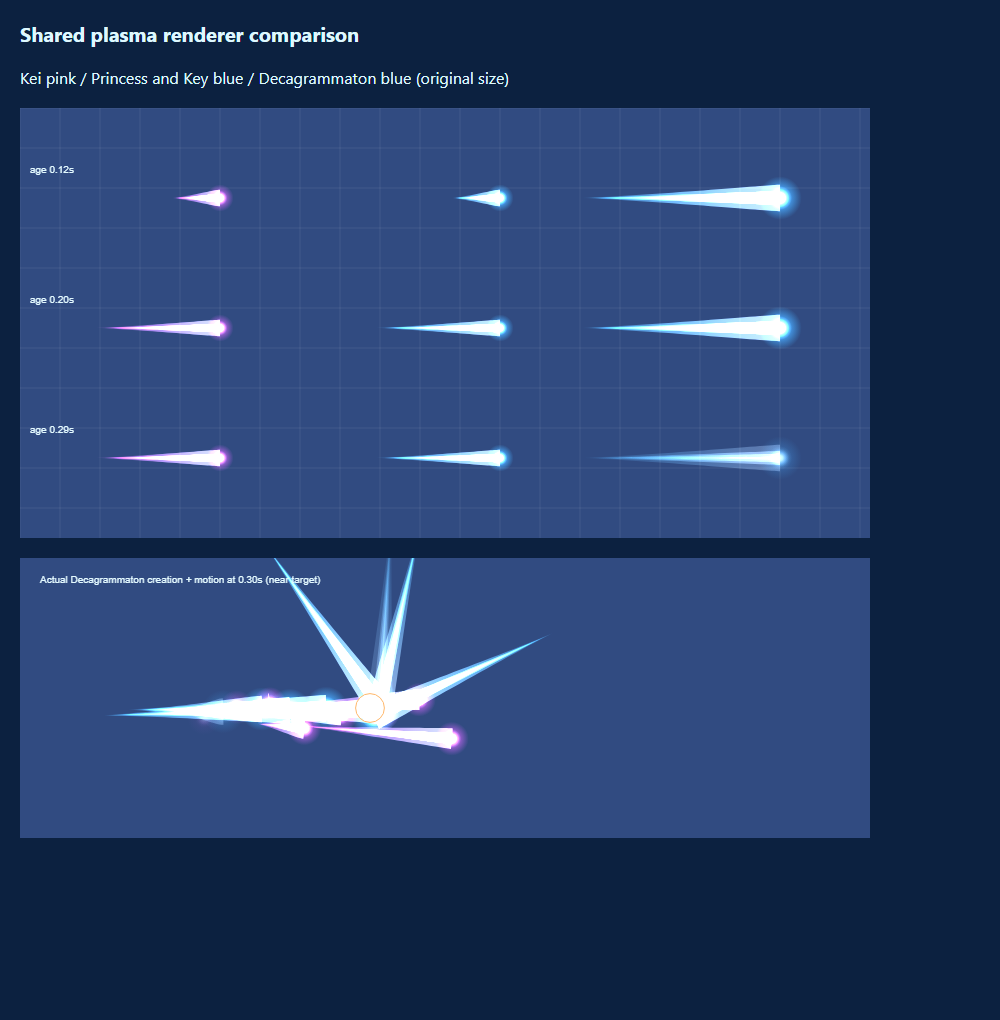 Shared plasma renderer comparison
Kei pink / Princess and Key blue / Decagrammaton blue (original size)
age 0.12s
age 0.20s
age 0.29s
Actual Decagrammaton creation + motion at 0.30s (near target)